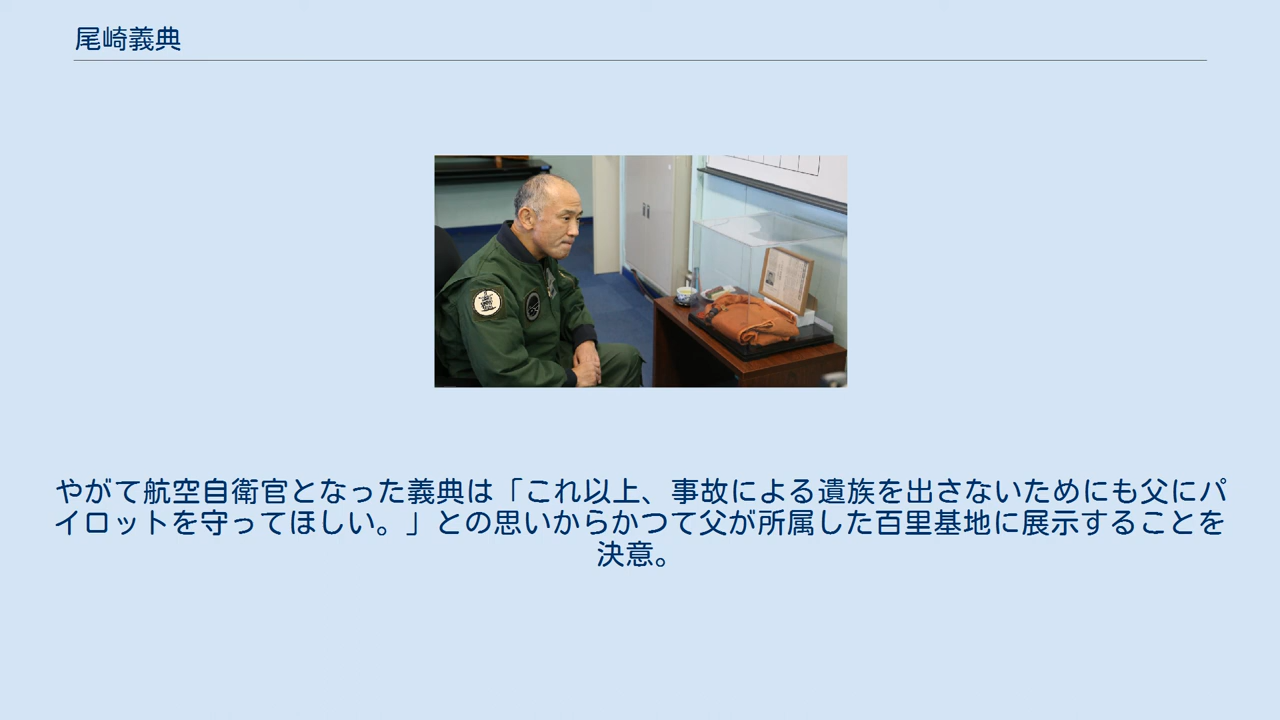 尾崎義典
やがて航空自衛官となった義典は「これ以上、事故による遺族を出さないためにも父にパ
イロットを守ってほしい。」との思いからかつて父が所属した百里基地に展示することを
決意。